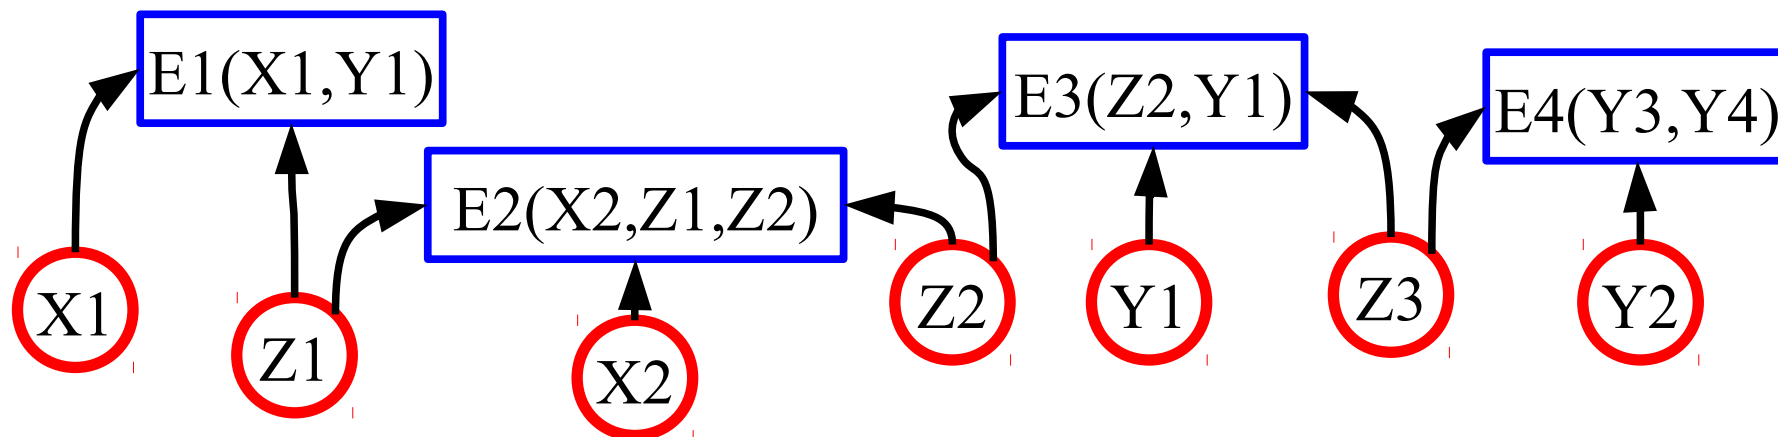 E1(X1,Y1)
E2(X2,Z1,Z2)
E3(Z2,Y1)
E4(Y3,Y4)
X1
Z1
X2
Z2
Y1
Z3
Y2